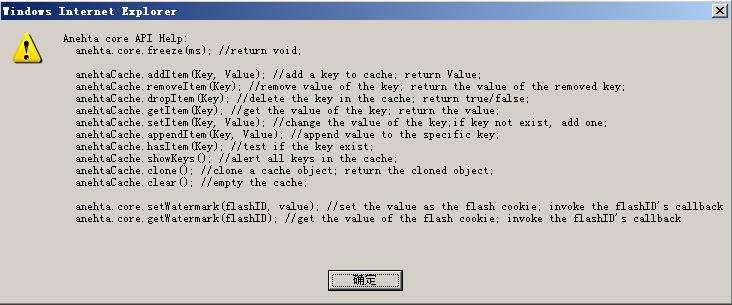 Windows Internet Explorer
Anehta core API Help:
anehta.core.freeze(ms); //return void;
anehtaCache.addItem(Key, Value); //add a key to cache; return Value;
anehtaCache.removeItem(Key); //remove value of the key; return the value of the removed key;
anehtaCache.dropItem(Key); //delete the key in the cache; return true/false;
anehtaCache.getItem(Key); //get the value of the key; return the value;
anehtaCache.setItem(Key, Value); //change the value of the key;if key not exist, add one;
anehtaCache.appendItem(Key, Value); //append value to the specific key;
anehtaCache.hasItem(Key); //test if the key exist;
anehtaCache.showKeys(); //alert all keys in the cache;
anehtaCache.clone(); //clone a cache object; return the cloned object;
anehtaCache.clear(); //empty the cache;
anehta.core.setWatermark(flashID, value); //set the value as the flash cookie; invoke the flashID's callback
anehta.core.getWatermark(flashID); //get the value of the flash cookie; invoke the flashID's callback
确定